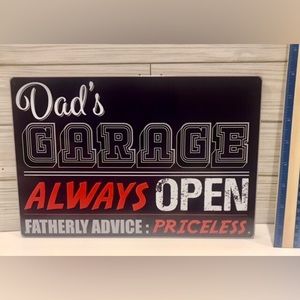 Dad's
GARAGE
ALWAYS OPEN
FATHERLY ADVICE : PRICELESS.